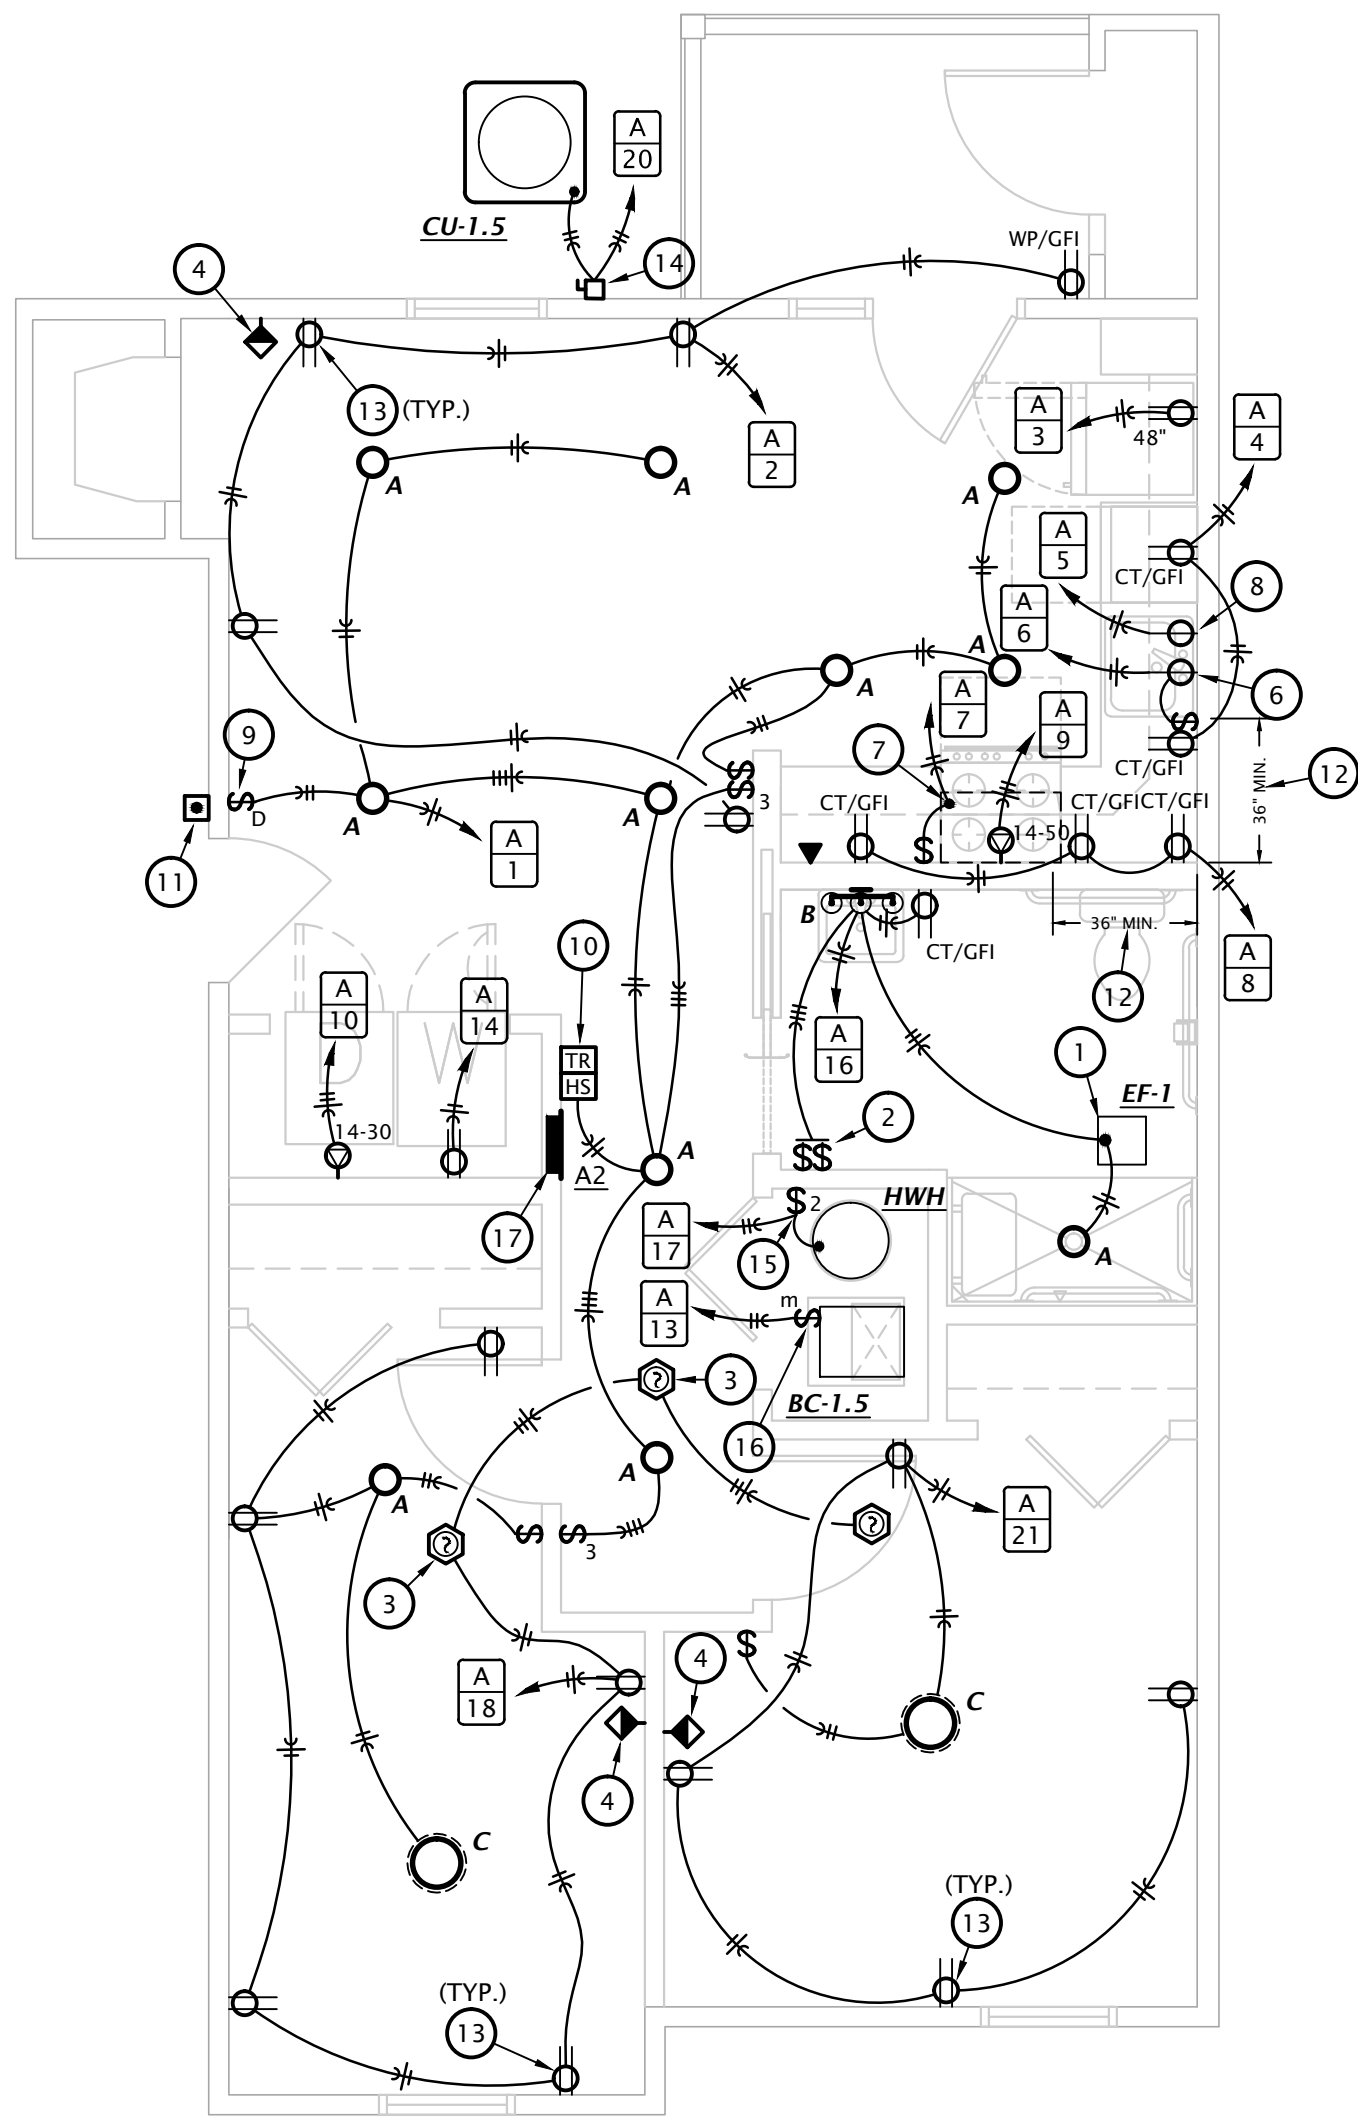 A
20
CU-1.5
14
WP/GFI
4
13 (TYP.)
A
2
A
3
48"
A
4
A
A
A
A
5
CT/GFI
8
A
6
A
6
A
A
7
A
9
9
7
CT/GFI
12
36" MIN.
D
A
A
3
CT/GFI
CT/GFI
CT/GFI
14-50
A
1
11
B
36" MIN.
CT/GFI
10
A
8
A
10
A
14
12
D
W
A
16
TR
HS
1
EF-1
2
14-30
A2
A
HWH
2
A
17
17
15
A
A
13
m
3
BC-1.5
16
A
A
3
A
21
3
4
A
18
C
4
C
(TYP.)
13
(TYP.)
13